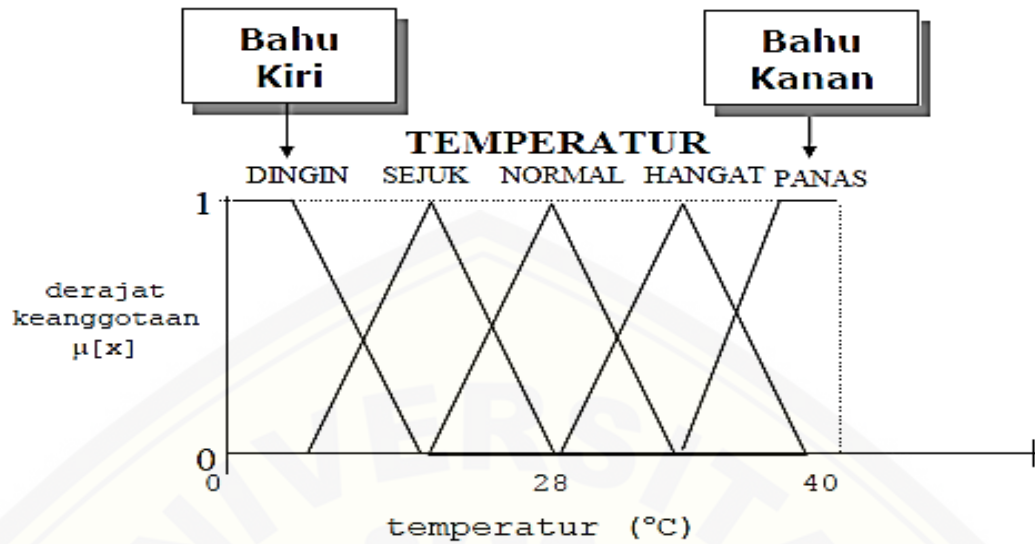 Bahu
Kiri
Bahu
Kanan
TEMPERATUR
DINGIN SEJUK NORMAL HANGAT PANAS
1
derajat
keanggotaan
μ[x]
0
0 28 40
temperatur (°C)